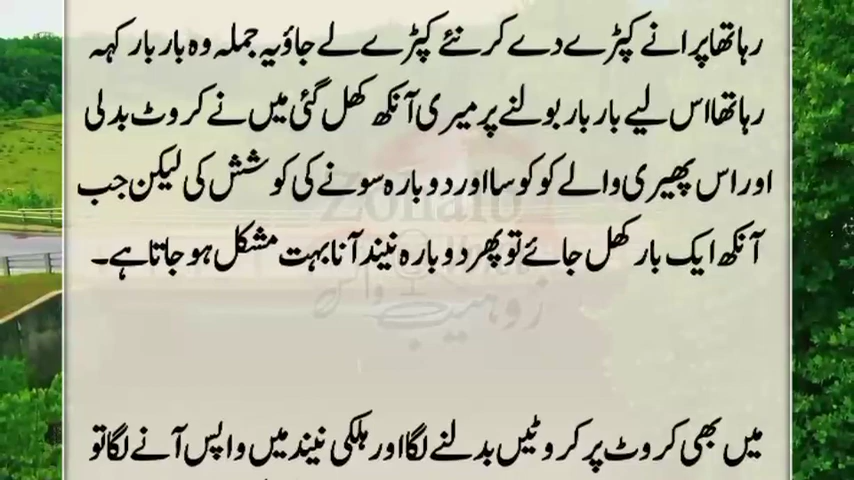 رہا تھا پرانے کپڑے دے کر نئے کپڑے لے جاؤ یہ جملہ وہ بار بار کہہ
رہا تھا اس لیے بار بار بولنے پر میری آنکھ کھل گئی میں نے کروٹ بدلی
اور اس پھیری والے کو کوسا اور دوبارہ سونے کی کوشش کی لیکن جب
آنکھ ایک بار کھل جائے تو پھر دوبارہ نیند آنا بہت مشکل ہو جاتا ہے۔
Zohaib
زوہیب وائس
میں بھی کروٹ پر کروٹیں بدلنے لگا اور ہلکی نیند میں واپس آنے لگا تو